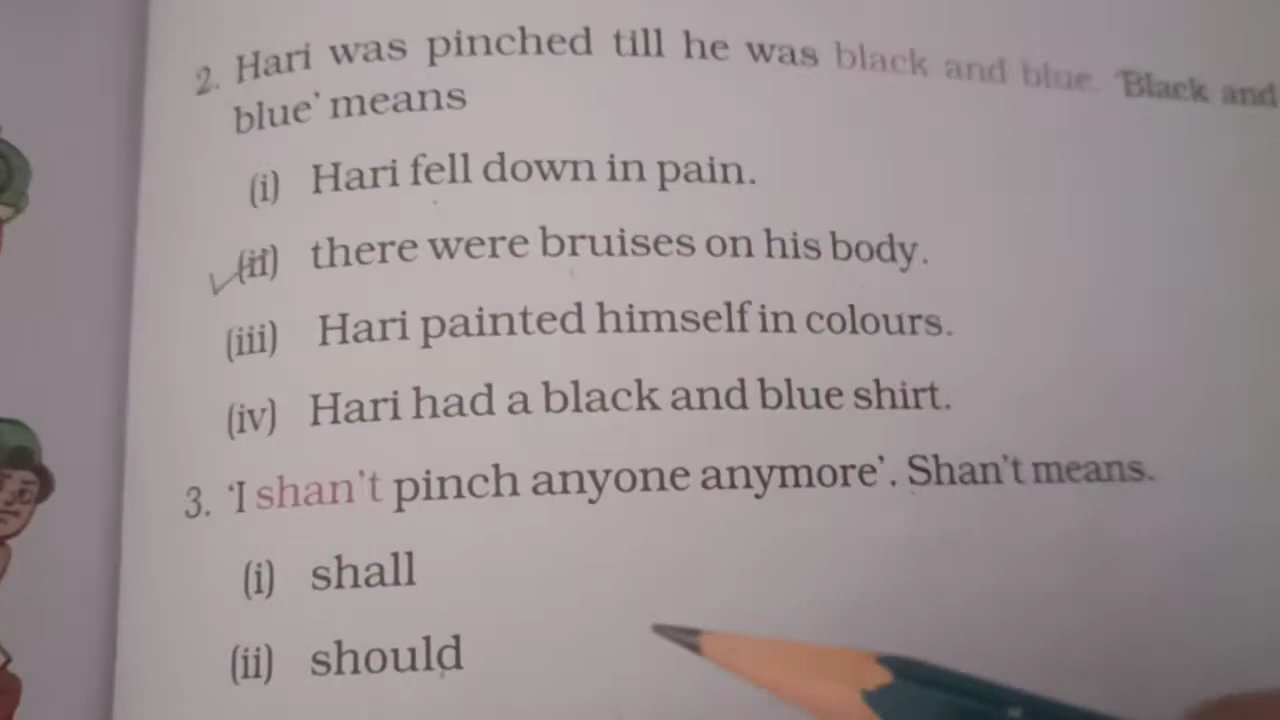 2. Hari was pinched till he was black and blue. 'Black and
blue' means
(i) Hari fell down in pain.
(ii) there were bruises on his body.
(iii) Hari painted himself in colours.
(iv) Hari had a black and blue shirt.
3. 'I shan't pinch anyone anymore'. Shan't means.
(i) shall
(ii) should